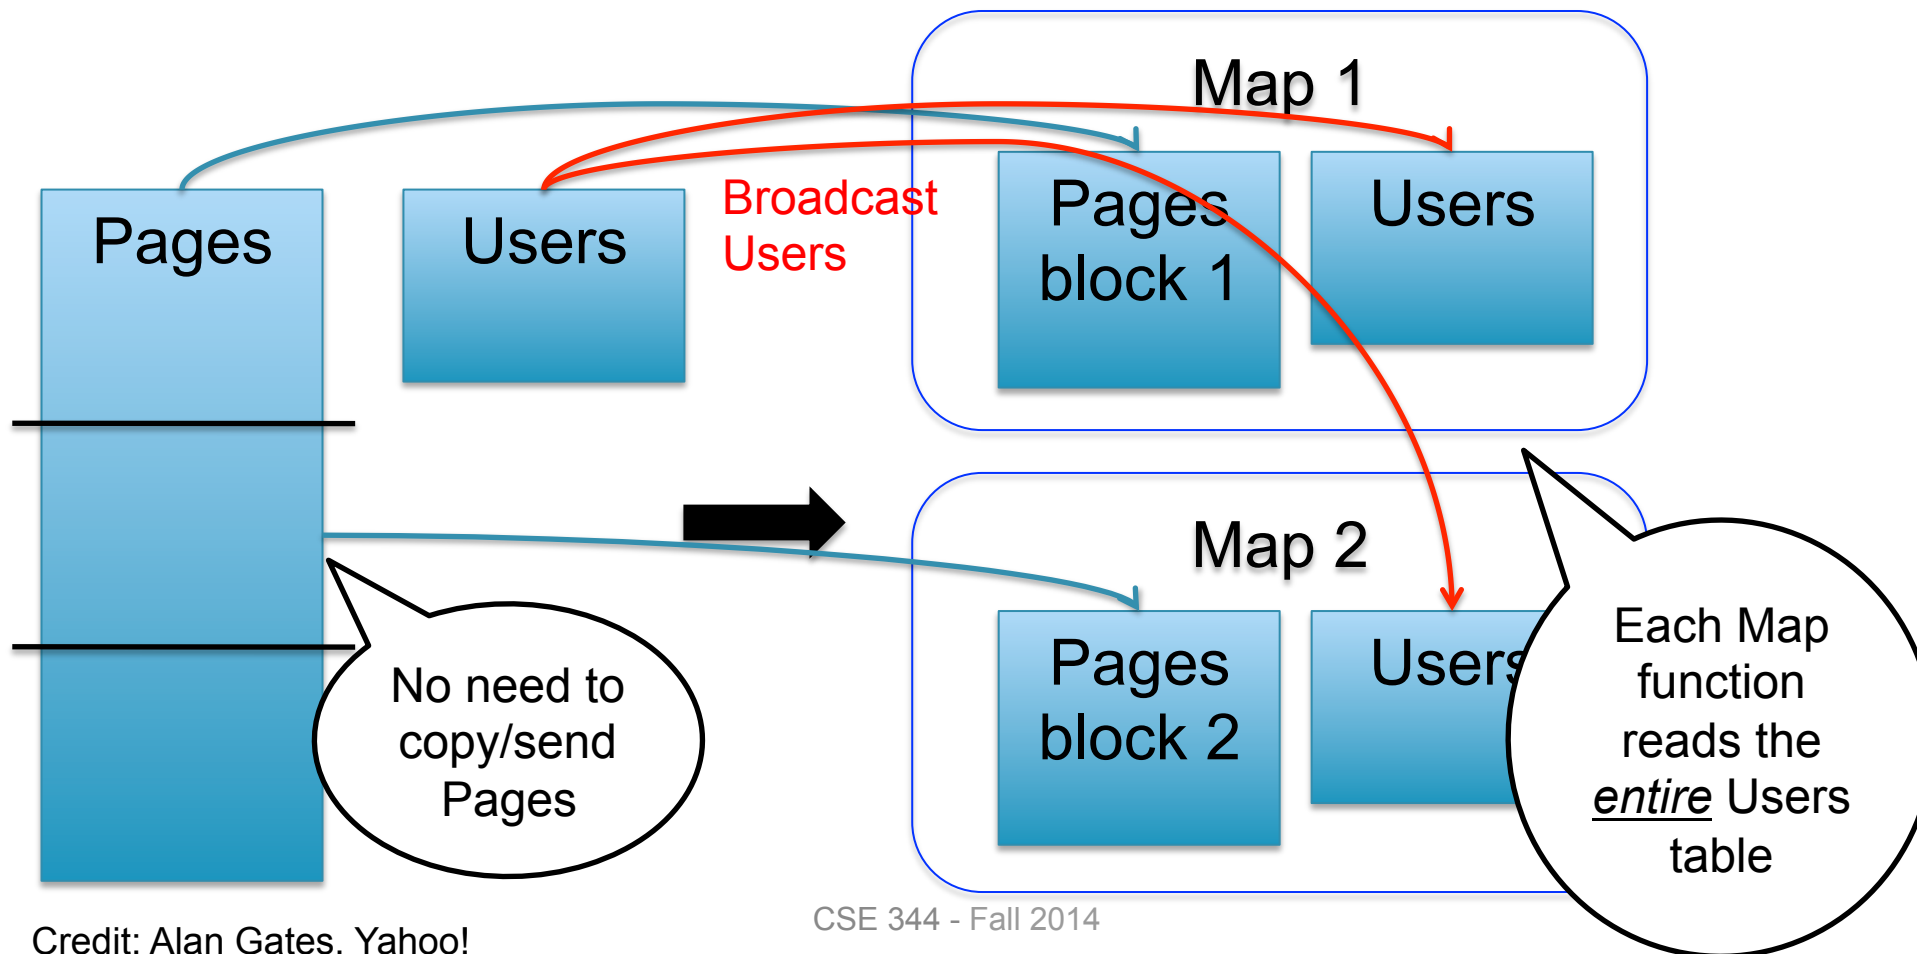 Map 1
Pages
Users
Broadcast
Users
Pages
block 1
Users
Map 2
No need to
copy/send
Pages
Pages
block 2
Users
Each Map
function
reads the
entire Users
table
CSE 344 - Fall 2014
Credit: Alan Gates, Yahoo!